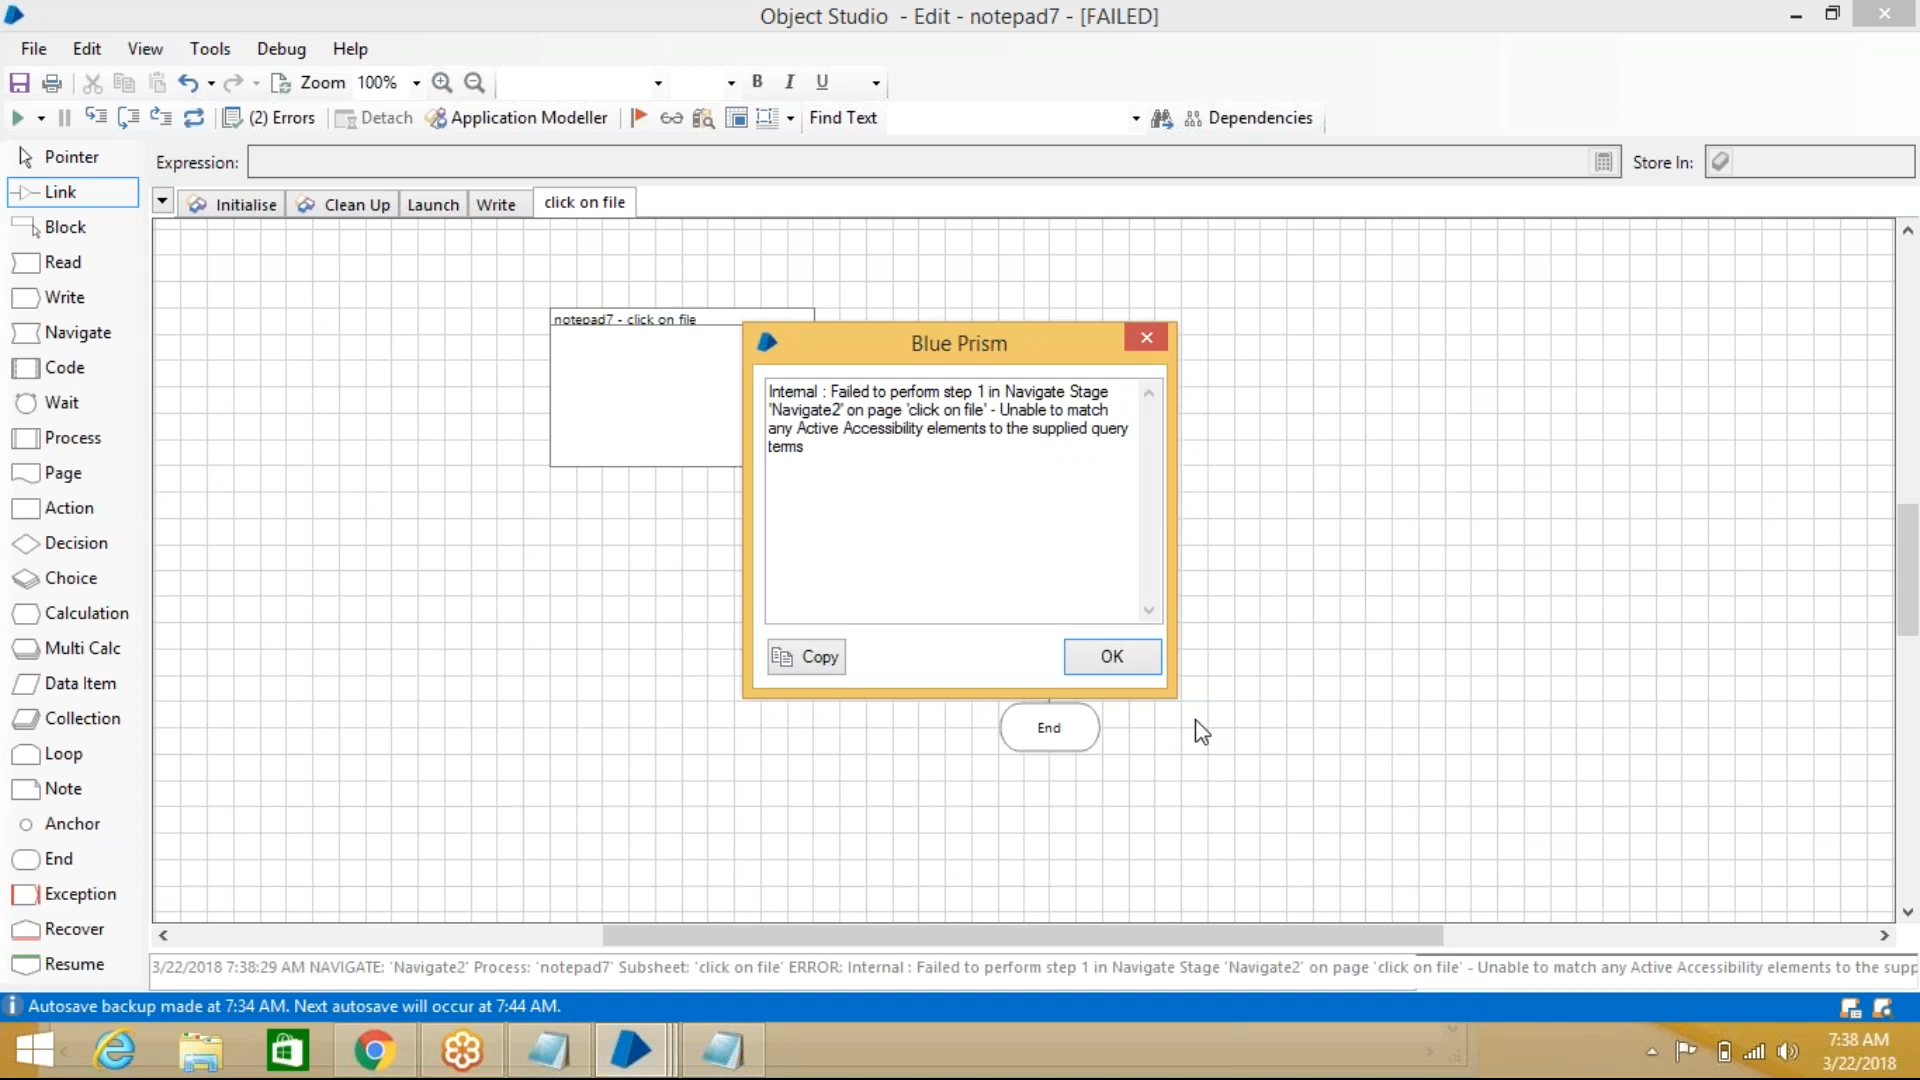 Object Studio - Edit - notepad7 - [FAILED]
File Edit View Tools Debug Help
Zoom 100% B I U
(2) Errors Detach Application Modeller Find Text Dependencies
Pointer
Expression: Store In:
Link
Initialise Clean Up Launch Write click on file
Block
Read
Write
Navigate
Code
Wait
Process
Page
Action
Decision
Choice
Calculation
Multi Calc
Data Item
Collection
Loop
Note
Anchor
End
Exception
Recover
Resume
notepad7 - click on file
Blue Prism
Internal : Failed to perform step 1 in Navigate Stage
'Navigate2' on page 'click on file' - Unable to match
any Active Accessibility elements to the supplied query
terms
Copy OK
End
3/22/2018 7:38:29 AM NAVIGATE: 'Navigate2' Process: 'notepad7' Subsheet: 'click on file' ERROR: Internal : Failed to perform step 1 in Navigate Stage 'Navigate2' on page 'click on file' - Unable to match any Active Accessibility elements to the supp
Autosave backup made at 7:34 AM. Next autosave will occur at 7:44 AM.
7:38 AM
3/22/2018